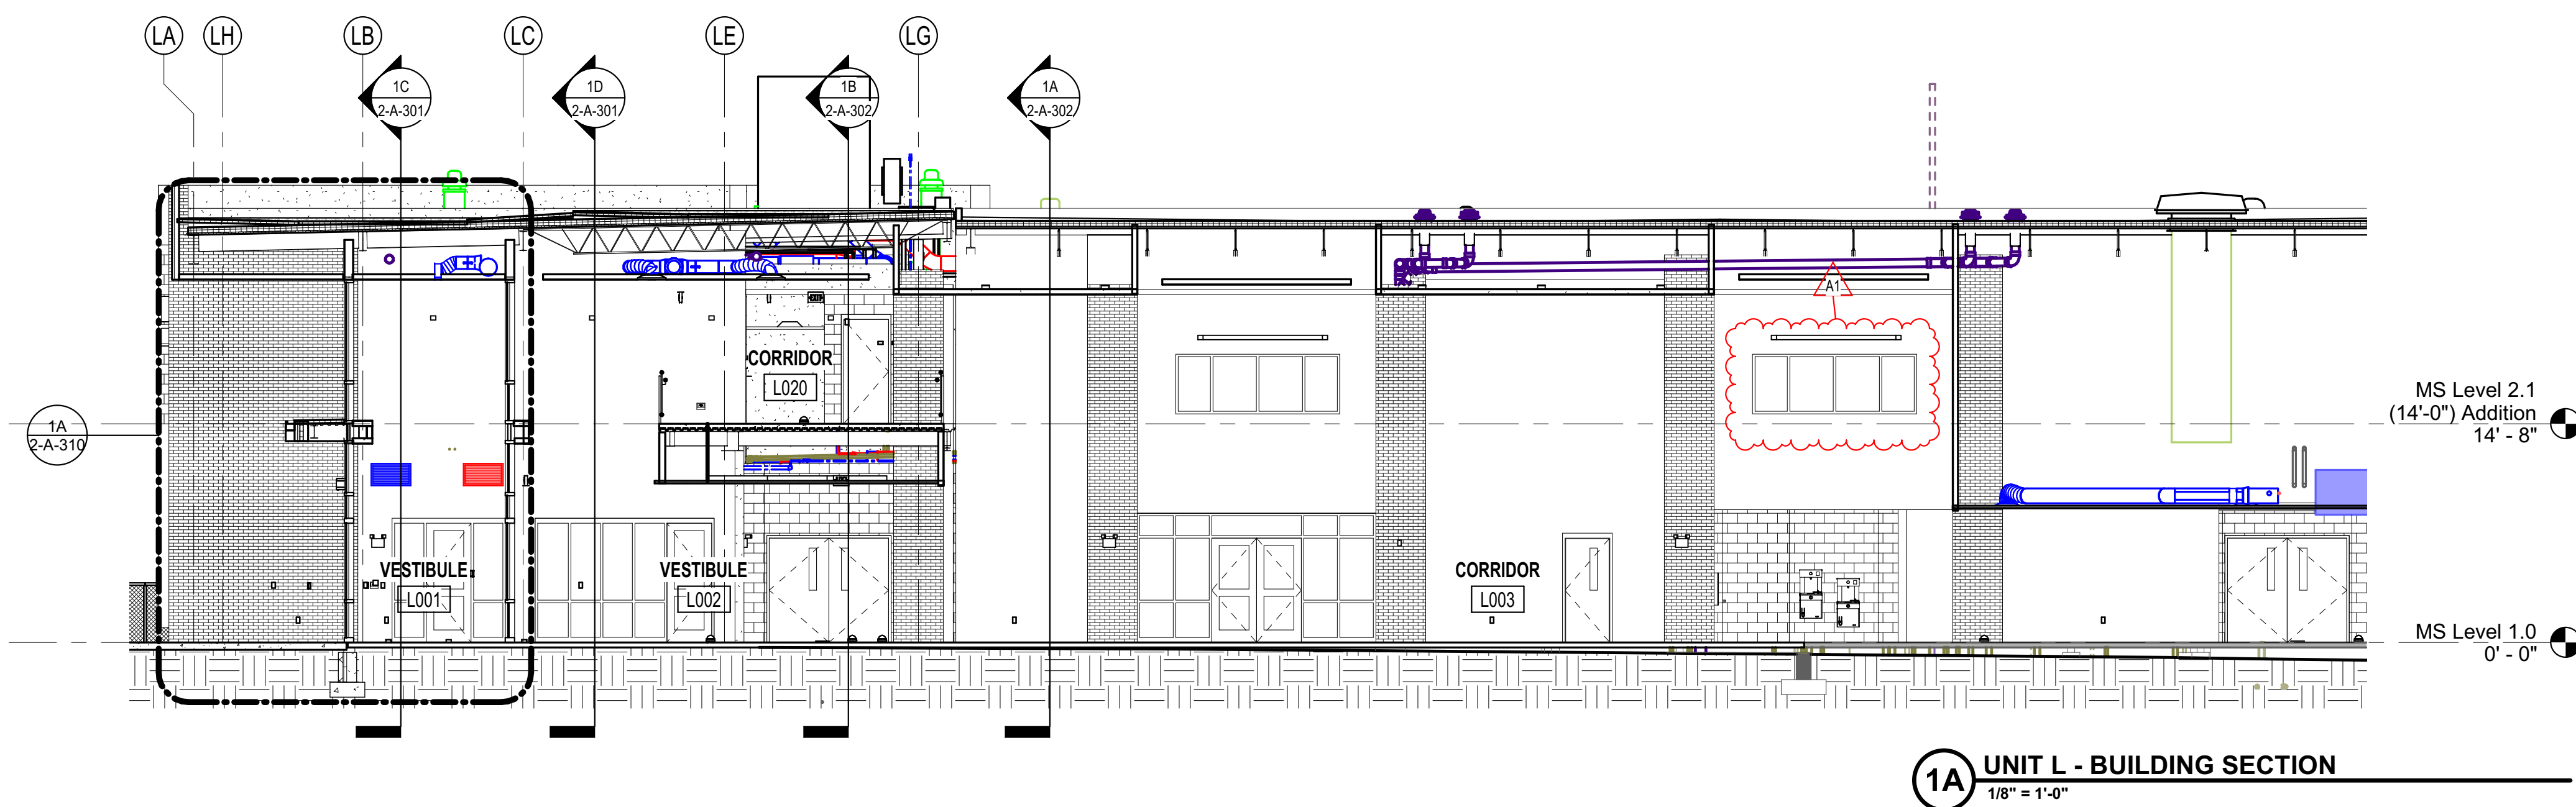 LA
LH
LB
LC
LE
LG
1C
2-A-301
1D
2-A-301
1B
2-A-302
1A
2-A-302
A1
CORRIDOR
L020
1A
2-A-310
MS Level 2.1
(14'-0") Addition
14' - 8"
VESTIBULE
L001
VESTIBULE
L002
CORRIDOR
L003
MS Level 1.0
0' - 0"
1A
UNIT L - BUILDING SECTION
1/8" = 1'-0"